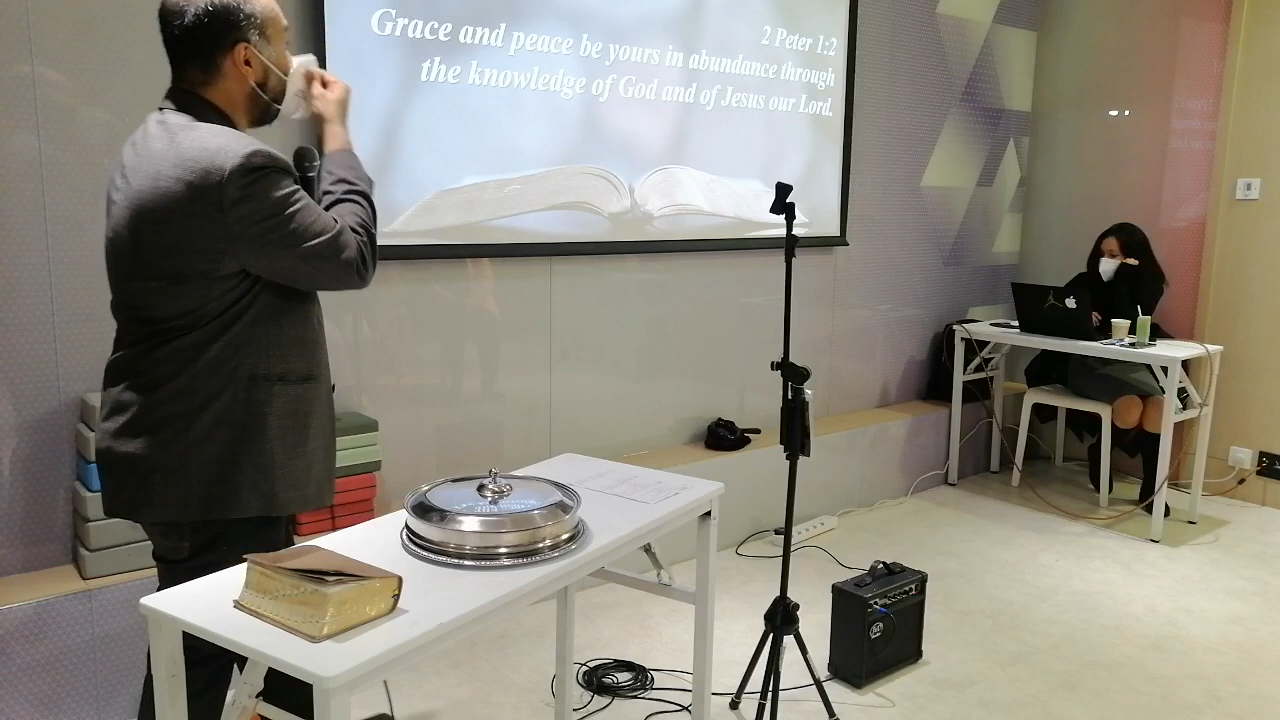 2 Peter 1:2
Grace and peace be yours in abundance through
the knowledge of God and of Jesus our Lord.